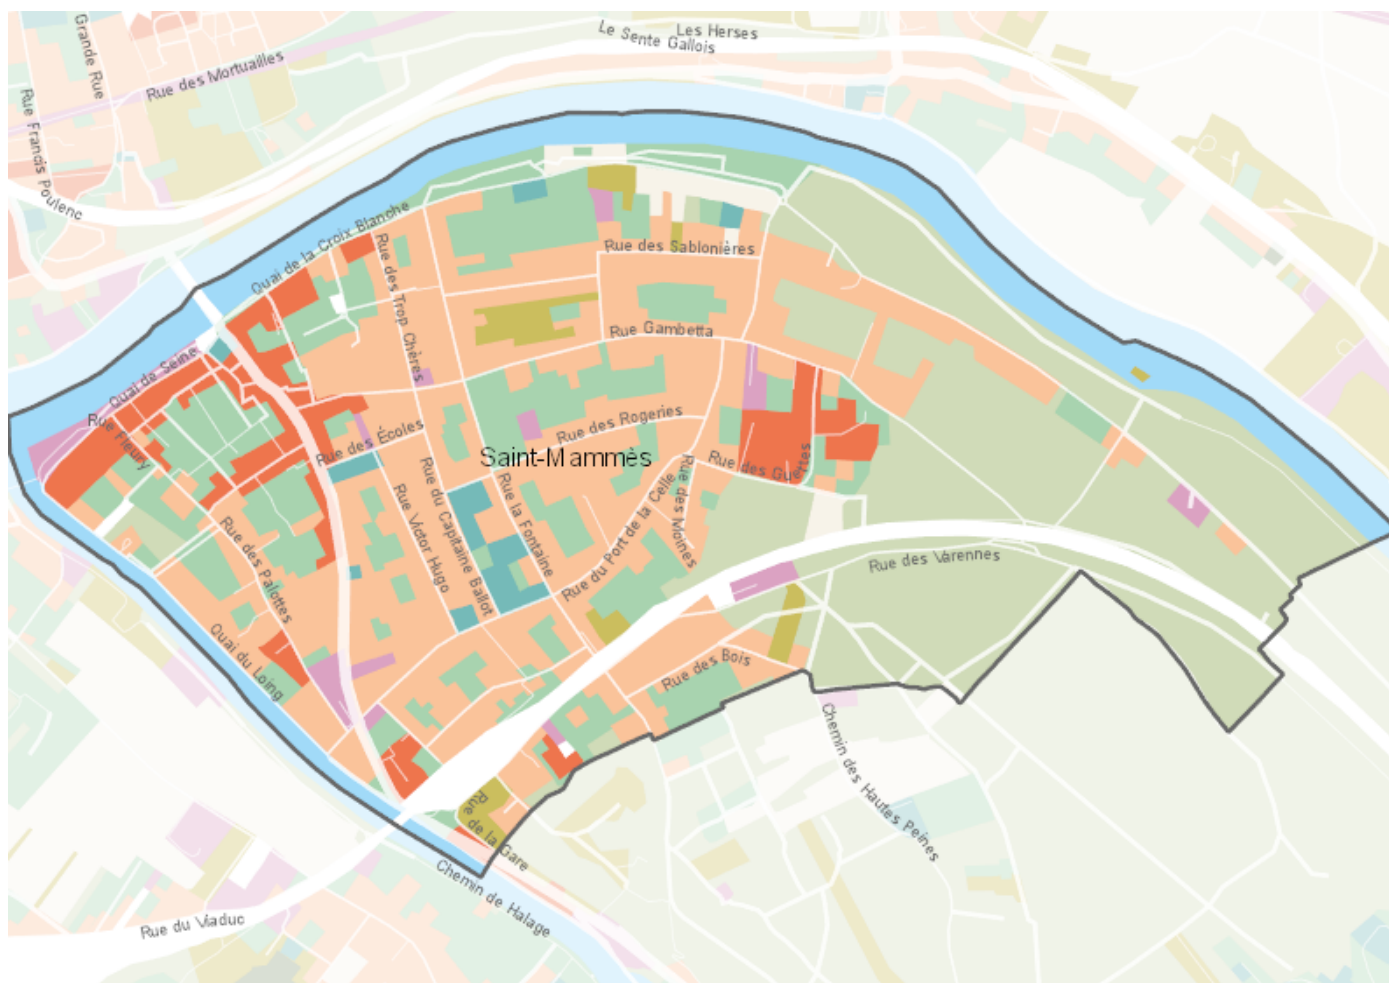 Grande Rue
Rue des Mortuailles
Le Sente Gallois
Les Herses
Rue Francis Poulenc
Quai de la Croix Blanche
Rue des Trop Chères
Rue des Sablonières
Rue Gambetta
Quai de Seine
Rue Fleury
Rue des Écoles
Rue des Rogeries
Saint-Mammès
Rue des Guettes
Rue des Moines
Rue du Port de la Celle
Rue la Fontaine
Rue du Capitaine Ballot
Rue Victor Hugo
Rue des Palottes
Rue des Varennes
Quai du Loing
Rue des Bois
Chemin des Hautes Peines
Rue de la Gare
Chemin de Halage
Rue du Viaduc